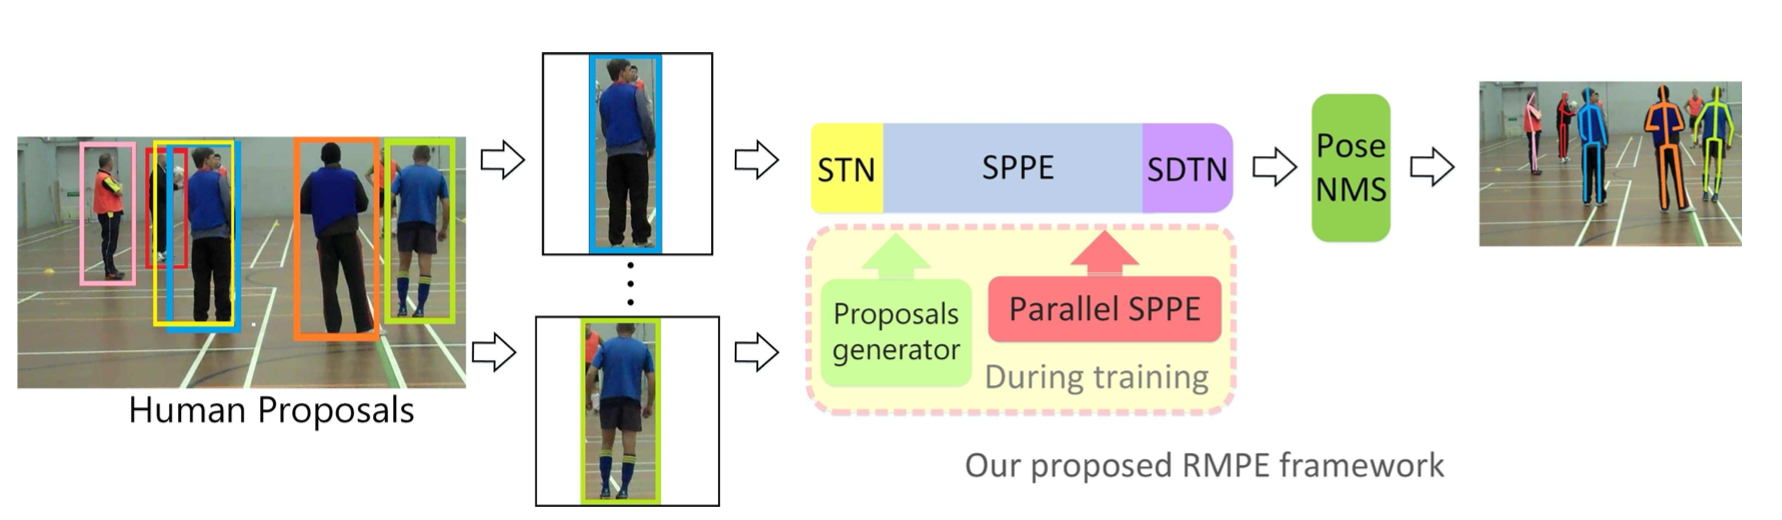 Human Proposals
STN
SPPE
SDTN
Pose
NMS
Proposals
generator
Parallel SPPE
During training
Our proposed RMPE framework